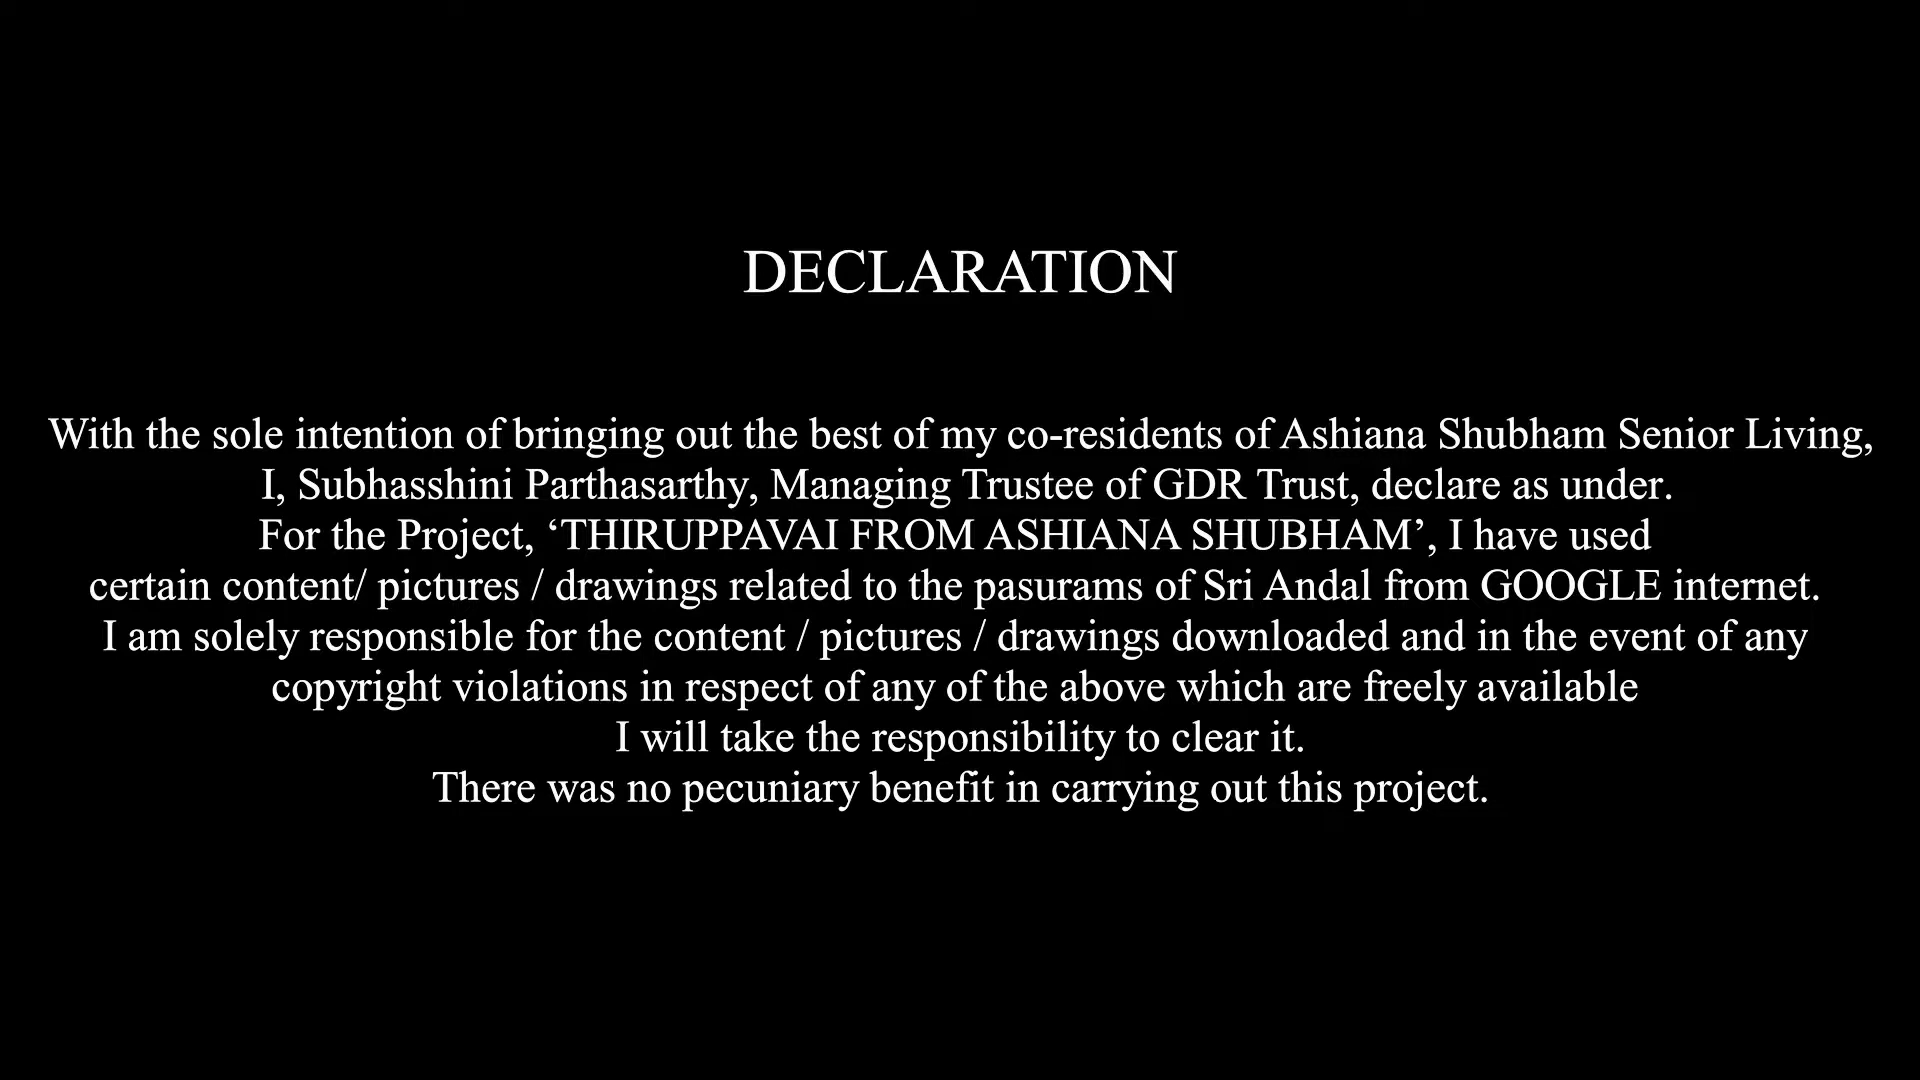 DECLARATION
With the sole intention of bringing out the best of my co-residents of Ashiana Shubham Senior Living,
I, Subhasshini Parthasarthy, Managing Trustee of GDR Trust, declare as under.
For the Project, ‘THIRUPPAVAI FROM ASHIANA SHUBHAM’, I have used
certain content/ pictures / drawings related to the pasurams of Sri Andal from GOOGLE internet.
I am solely responsible for the content / pictures / drawings downloaded and in the event of any
copyright violations in respect of any of the above which are freely available
I will take the responsibility to clear it.
There was no pecuniary benefit in carrying out this project.